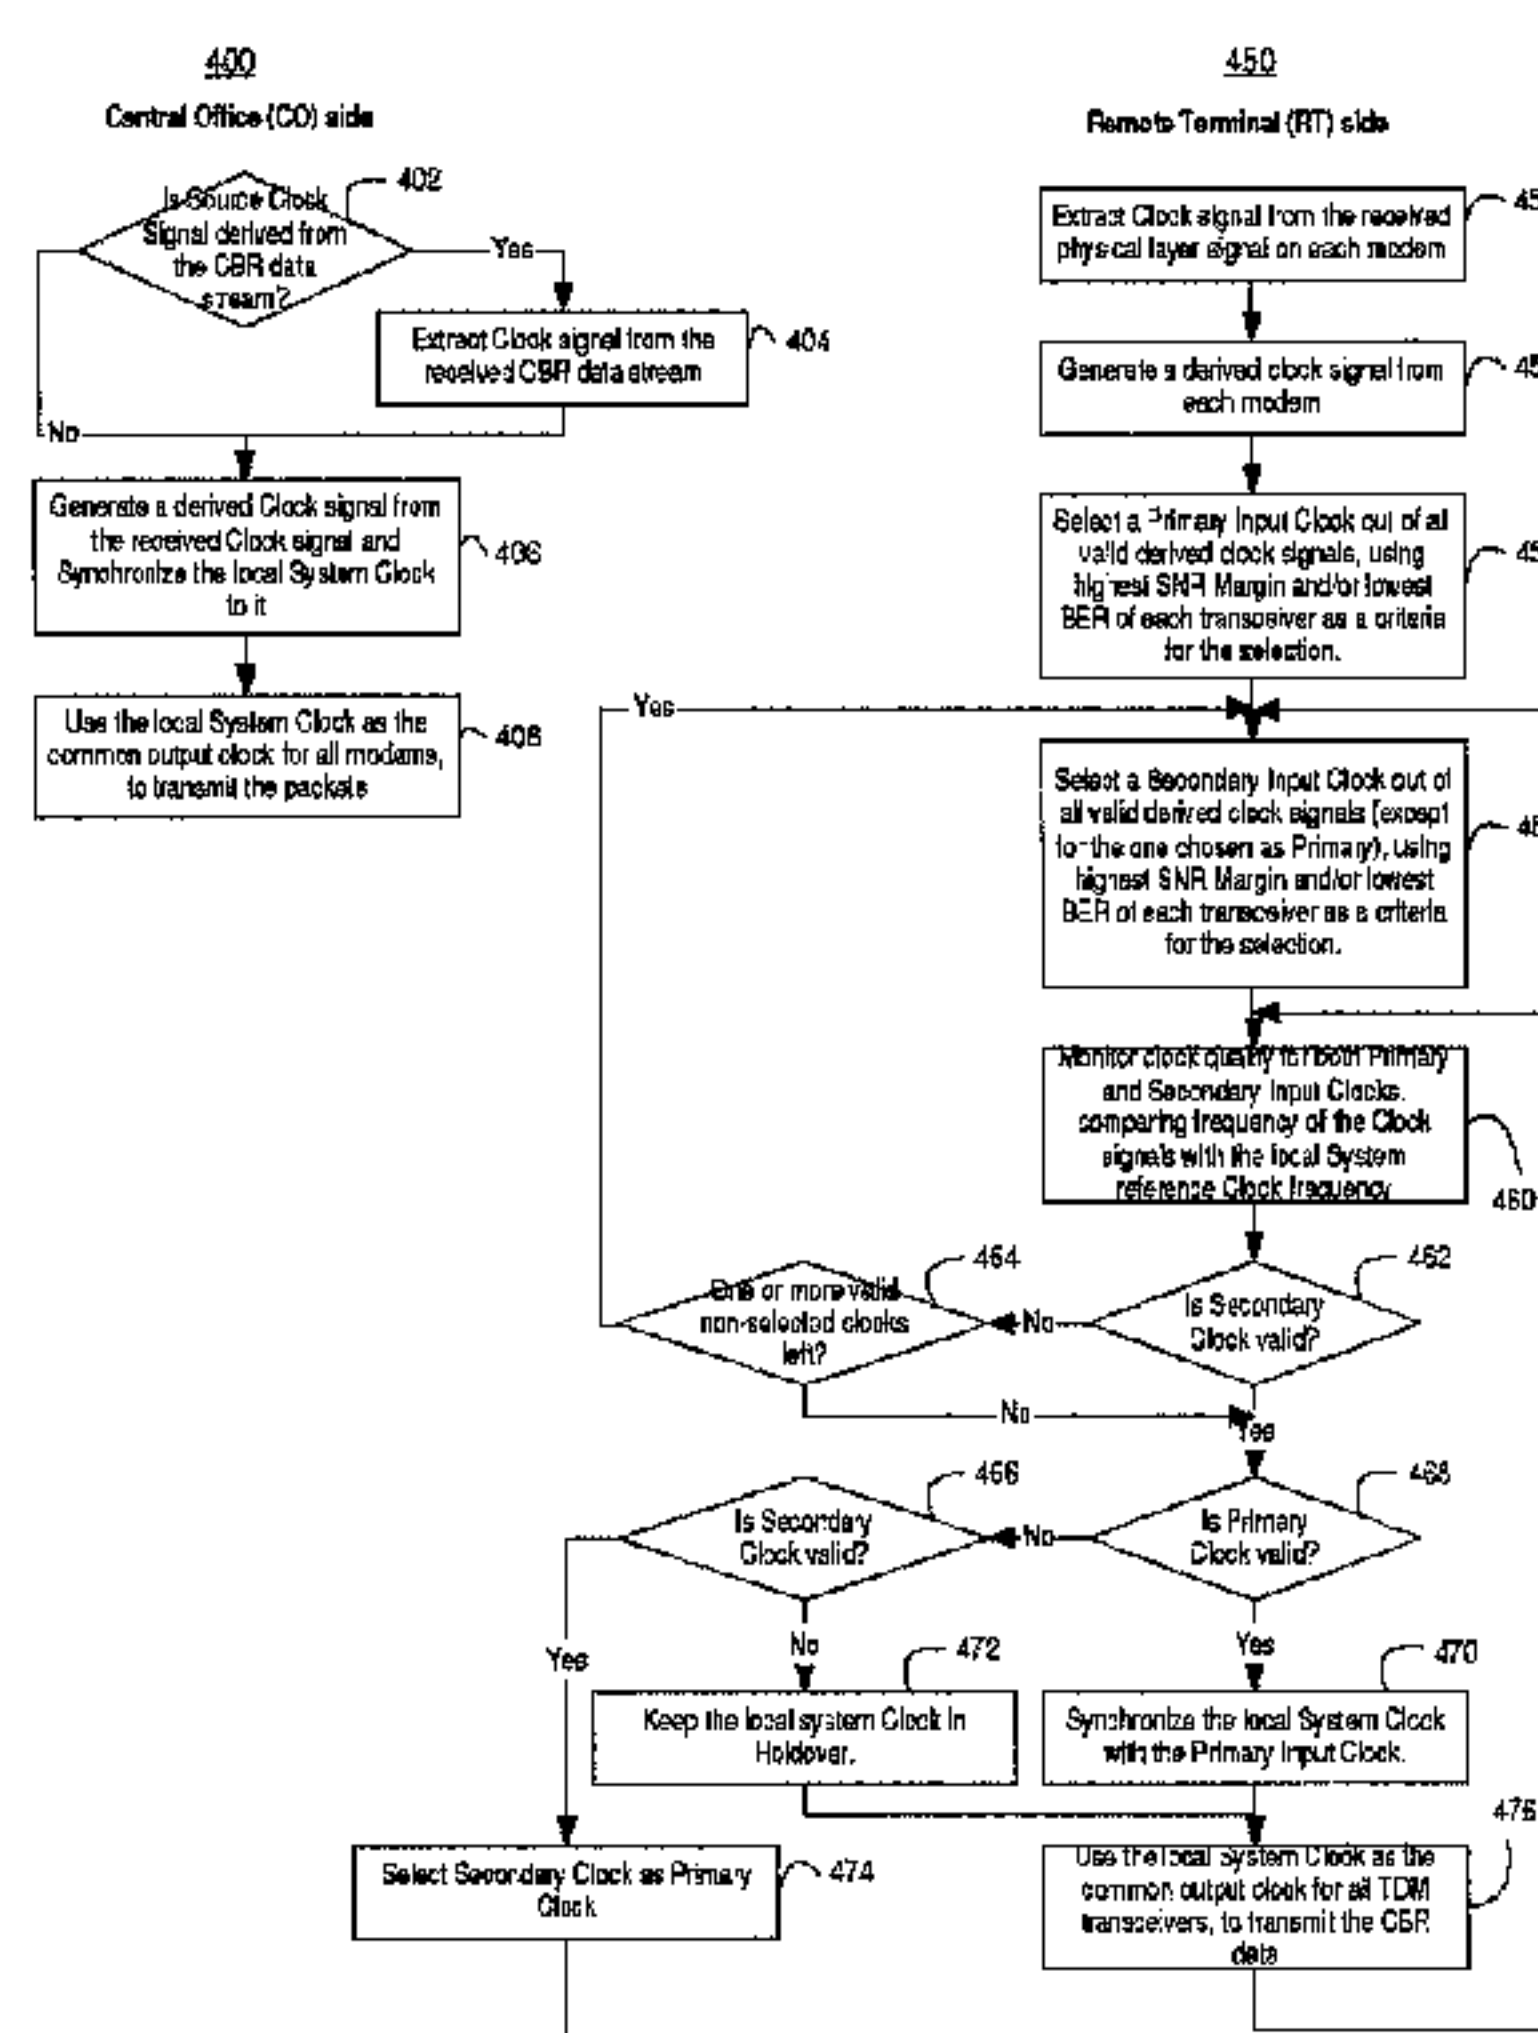 400
Central Office (CO) side
Is Source Clock
Signal derived from
the CBR data
stream?
402
Yes
Extract Clock signal from the
received CBR data stream
404
No
Generate a derived Clock signal from
the received Clock signal and
Synchronize the local System Clock
to it
406
Use the local System Clock as the
common output clock for all modems,
to transmit the packets
408
450
Remote Terminal (RT) side
Extract Clock signal from the received
physical layer signal on each modem
45
Generate a derived clock signal from
each modem
45
Select a Primary Input Clock out of all
valid derived clock signals, using
highest SNR Margin and/or lowest
BER of each transceiver as a criteria
for the selection.
45
Yes
Select a Secondary Input Clock out of
all valid derived clock signals (except
for the one chosen as Primary), using
highest SNR Margin and/or lowest
BER of each transceiver as a criteria
for the selection.
Monitor clock quality for both Primary
and Secondary Input Clocks,
comparing frequency of the Clock
signals with the local System
reference Clock frequency
460
One or more valid
non-selected clocks
left?
464
No
Is Secondary
Clock valid?
462
No
Yes
Is Secondary
Clock valid?
466
No
Is Primary
Clock valid?
468
Yes
No
Yes
Keep the local system Clock in
Holdover.
472
Synchronize the local System Clock
with the Primary Input Clock.
470
Select Secondary Clock as Primary
Clock
474
Use the local System Clock as the
common output clock for all TDM
transceivers, to transmit the CBR
data
476